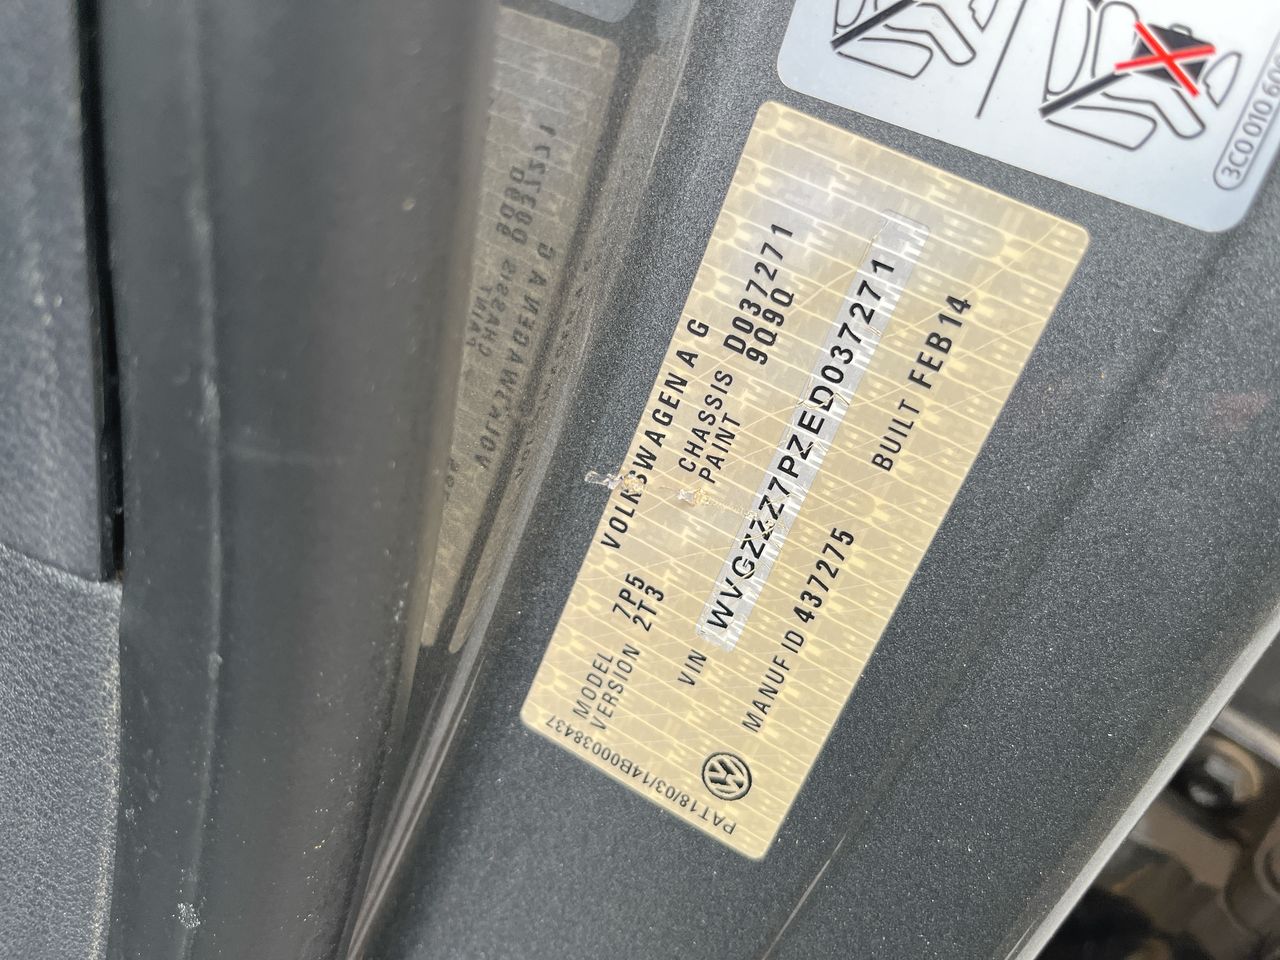 3C0 010 60
MODEL 7P5 VOLKSWAGEN AG
VERSION 2T3 CHASSIS D037271
PAINT 9Q9Q
VIN WVGZZZ7PZED037271
MANUF ID 437275 BUILT FEB14
PAT18/03/14B00038437